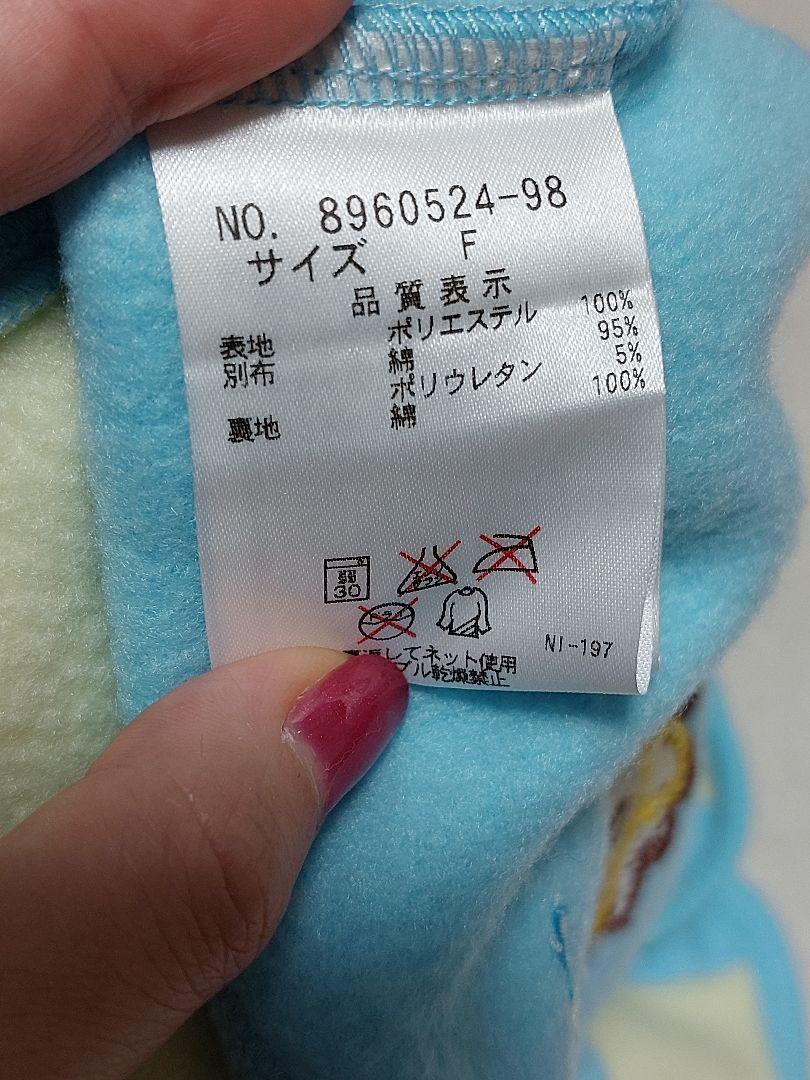 NO. 8960524-98
サイズ F
品質表示
表地 ポリエステル 100%
別布 綿 95%
ポリウレタン 5%
裏地 綿 100%
弱
30
NI-197
してネット使用
ル乾燥禁止